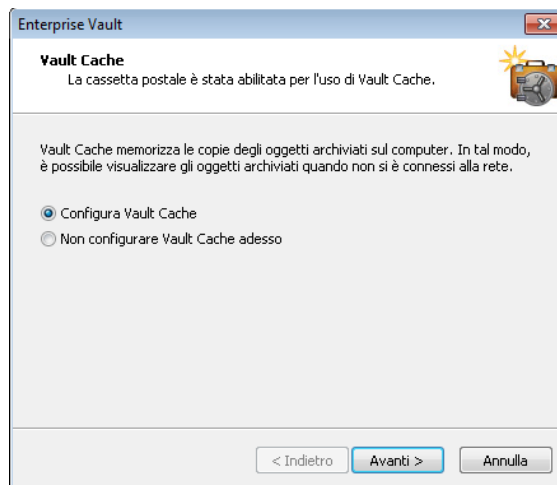 Enterprise Vault
Vault Cache
La cassetta postale è stata abilitata per l'uso di Vault Cache.
Vault Cache memorizza le copie degli oggetti archiviati sul computer. In tal modo,
è possibile visualizzare gli oggetti archiviati quando non si è connessi alla rete.
Configura Vault Cache
Non configurare Vault Cache adesso
< Indietro
Avanti >
Annulla